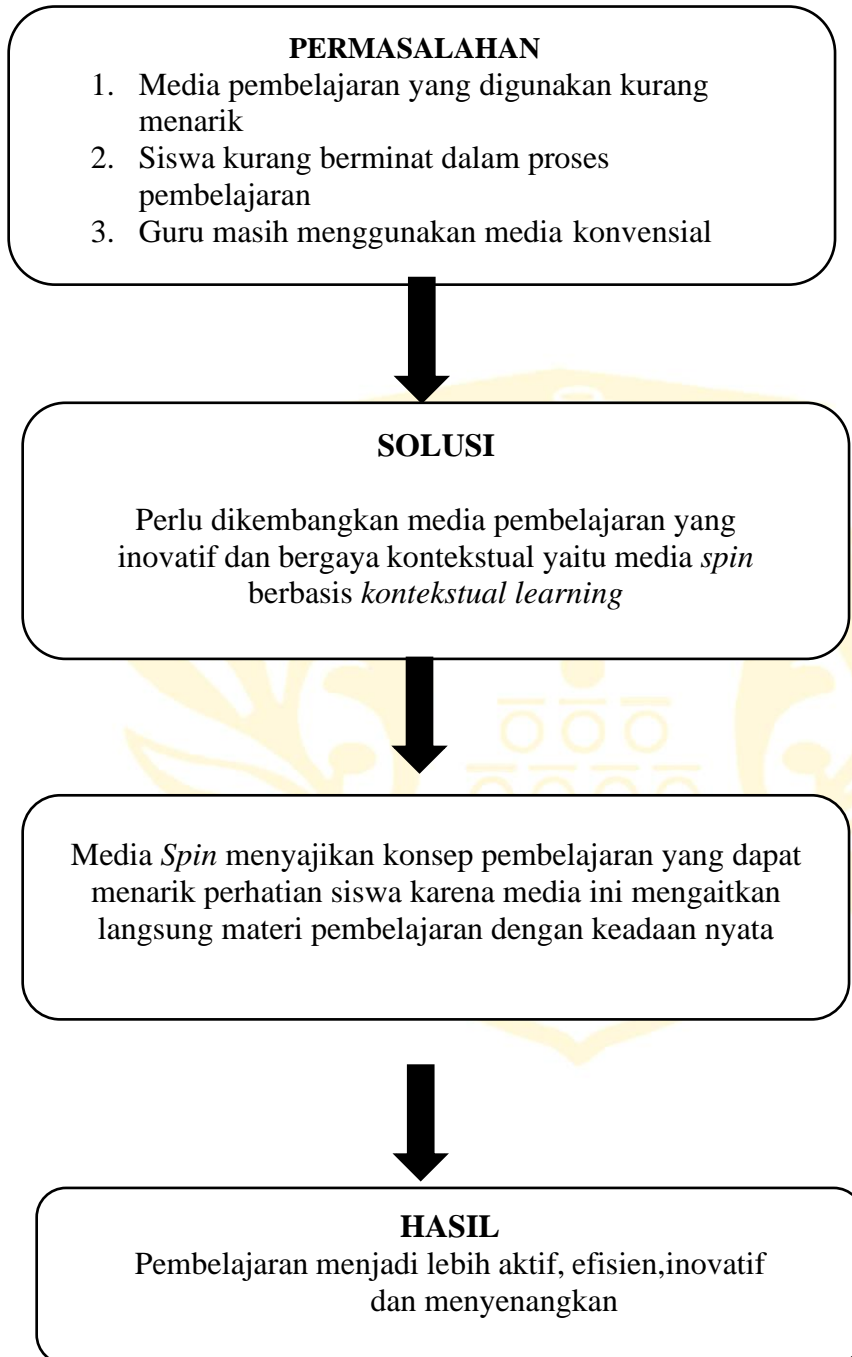 PERMASALAHAN
1. Media pembelajaran yang digunakan kurang
menarik
2. Siswa kurang berminat dalam proses
pembelajaran
3. Guru masih menggunakan media konvensial
SOLUSI
Perlu dikembangkan media pembelajaran yang
inovatif dan bergaya kontekstual yaitu media spin
berbasis kontekstual learning
Media Spin menyajikan konsep pembelajaran yang dapat
menarik perhatian siswa karena media ini mengaitkan
langsung materi pembelajaran dengan keadaan nyata
HASIL
Pembelajaran menjadi lebih aktif, efisien,inovatif
dan menyenangkan